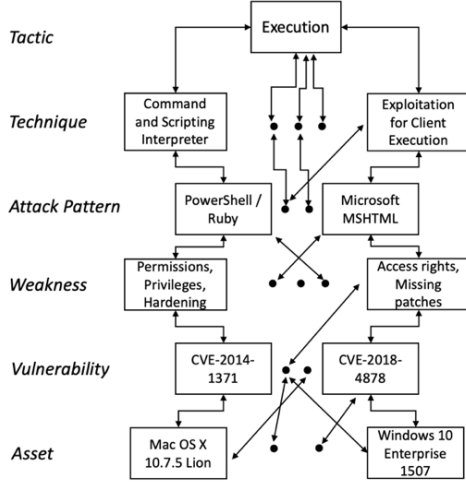 Tactic
Execution
Technique
Command
and Scripting
Interpreter
Exploitation
for Client
Execution
Attack Pattern
PowerShell /
Ruby
Microsoft
MSHTML
Weakness
Permissions,
Privileges,
Hardening
Access rights,
Missing
patches
Vulnerability
CVE-2014-
1371
CVE-2018-
4878
Asset
Mac OS X
10.7.5 Lion
Windows 10
Enterprise
1507